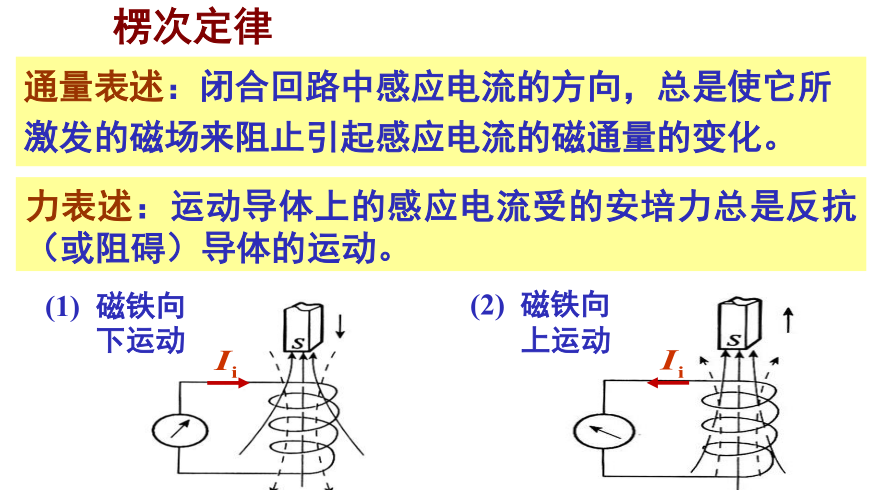 楞次定律
通量表述：闭合回路中感应电流的方向，总是使它所
激发的磁场来阻止引起感应电流的磁通量的变化。
力表述：运动导体上的感应电流受的安培力总是反抗
（或阻碍）导体的运动。
(1) 磁铁向
下运动
(2) 磁铁向
上运动
S
S
I i
I i